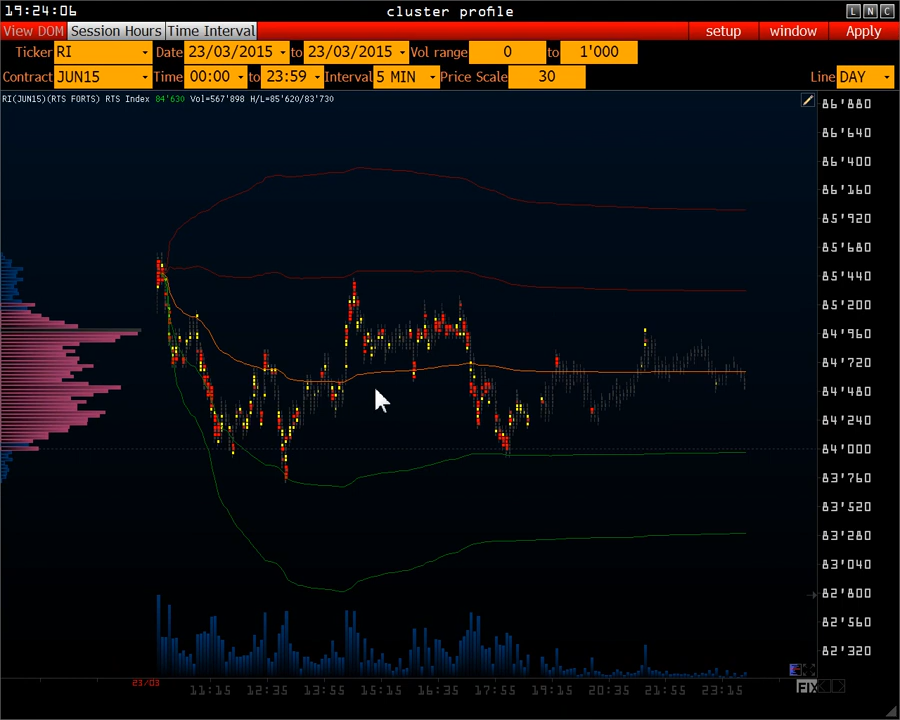 19:24:06 cluster profile L N C
View DOM Session Hours Time Interval setup window Apply
Ticker RI Date 23/03/2015 to 23/03/2015 Vol range 0 to 1'000
Contract JUN15 Time 00:00 to 23:59 Interval 5 MIN Price Scale 30 Line DAY
RI(JUN15)(RTS FORTS) RTS Index 84'630 Vol=567'898 H/L=85'620/83'730
86'880
86'640
86'400
86'160
85'920
85'680
85'440
85'200
84'960
84'720
84'480
84'240
84'000
83'760
83'520
83'280
83'040
82'800
82'560
82'320
23/03 11:15 12:35 13:55 15:15 16:35 17:55 19:15 20:35 21:55 23:15
FIX